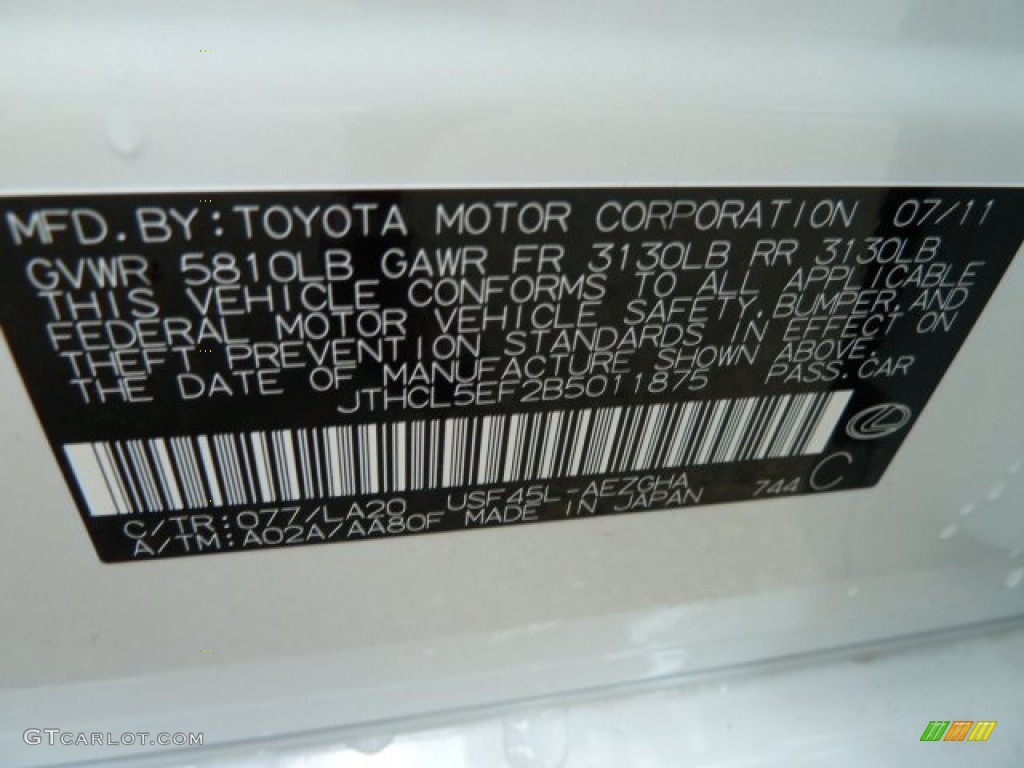 MFD. BY: TOYOTA MOTOR CORPORATION 07/11
GVWR 5810LB GAWR FR 3130LB RR 3130LB
THIS VEHICLE CONFORMS TO ALL APPLICABLE
FEDERAL MOTOR VEHICLE SAFETY, BUMPER, AND
THEFT PREVENTION STANDARDS IN EFFECT ON
THE DATE OF MANUFACTURE SHOWN ABOVE.
JTHCL5EF2B5011875 PASS. CAR
C/TR: 077/LA20 USF45L-AEZGHA 744 C
A/TM: A02A/AA80F MADE IN JAPAN
GTCARLOT.COM